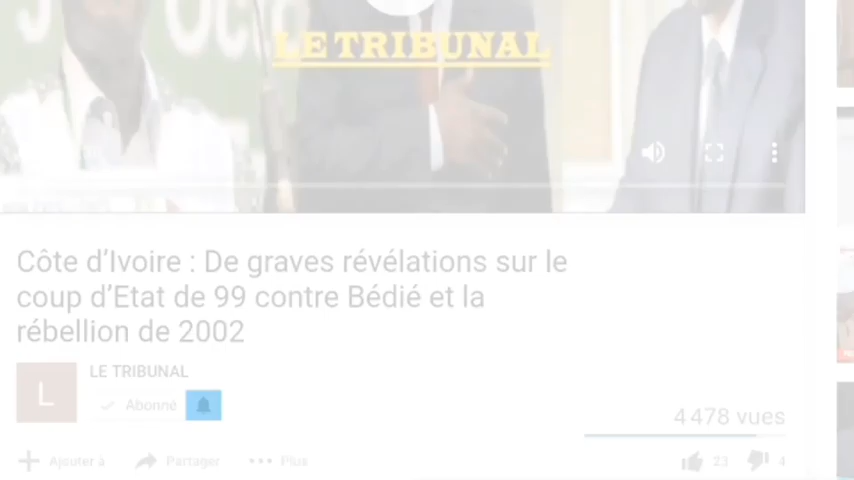 LE TRIBUNAL
Côte d’Ivoire : De graves révélations sur le
coup d’Etat de 99 contre Bédié et la
rébellion de 2002
L
LE TRIBUNAL
Abonné
4 478 vues
Ajouter à Partager Plus
23 4